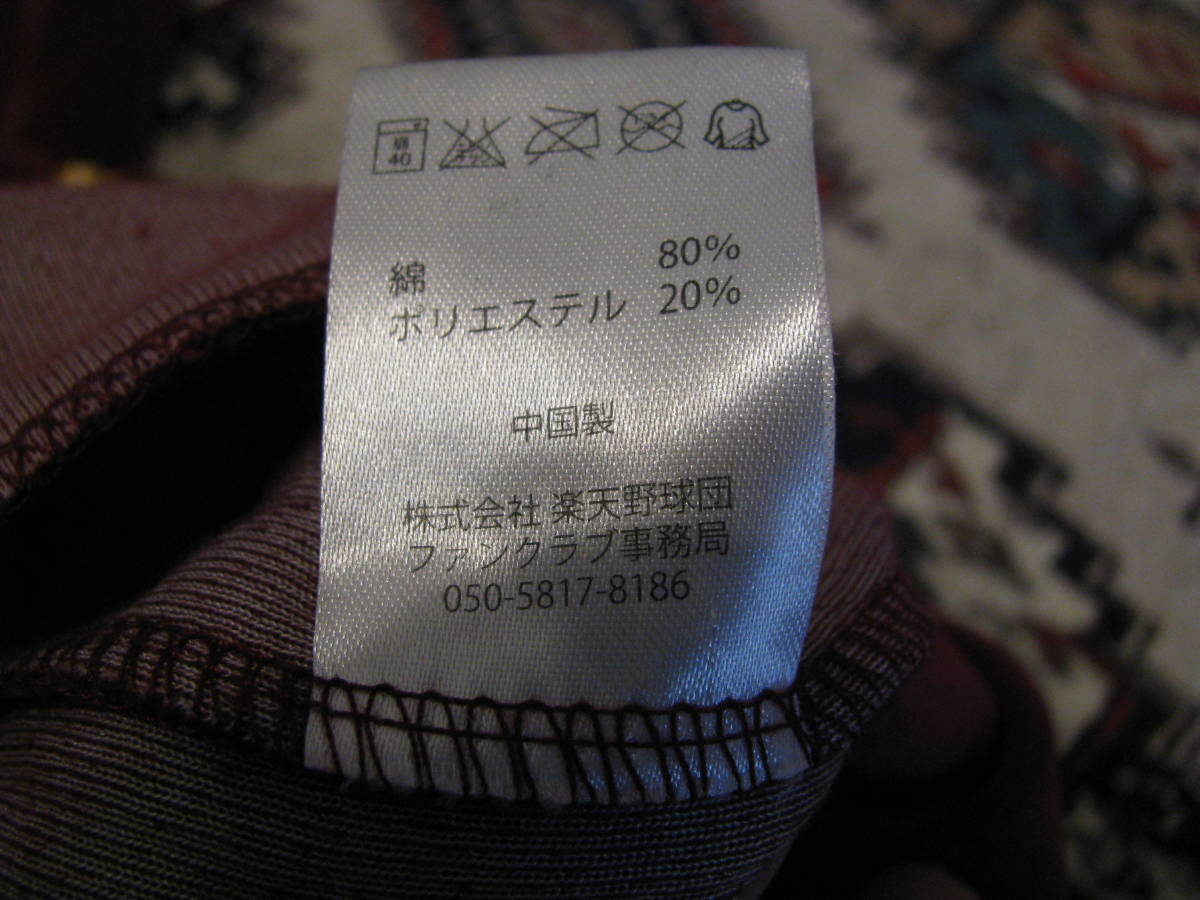 弱
40
綿 80%
ポリエステル 20%
中国製
株式会社 楽天野球団
ファンクラブ事務局
050-5817-8186